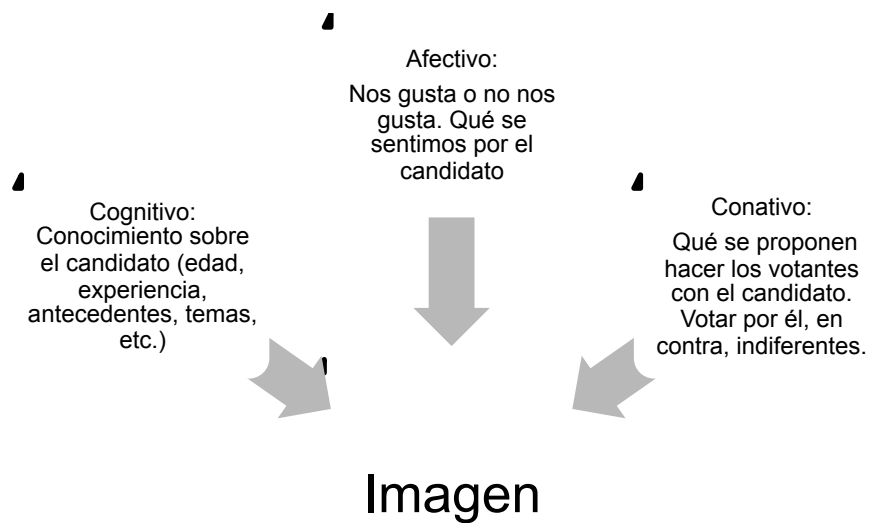 Afectivo:
Nos gusta o no nos
gusta. Qué se
sentimos por el
candidato
Cognitivo:
Conocimiento sobre
el candidato (edad,
experiencia,
antecedentes, temas,
etc.)
Conativo:
Qué se proponen
hacer los votantes
con el candidato.
Votar por él, en
contra, indiferentes.
Imagen